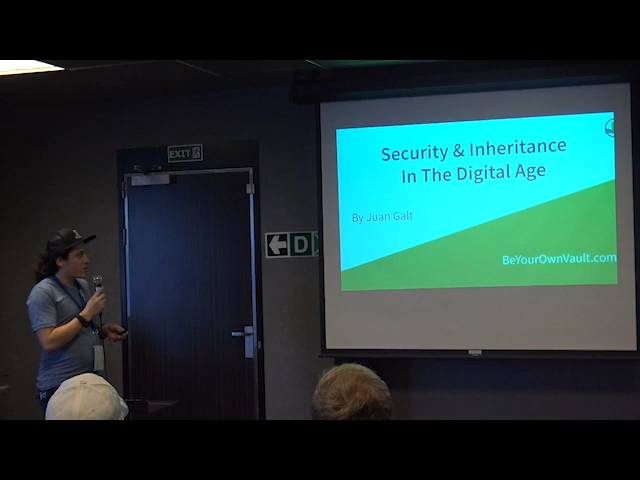 EXIT
D
Security & Inheritance
In The Digital Age
By Juan Galt
BeYourOwnVault.com